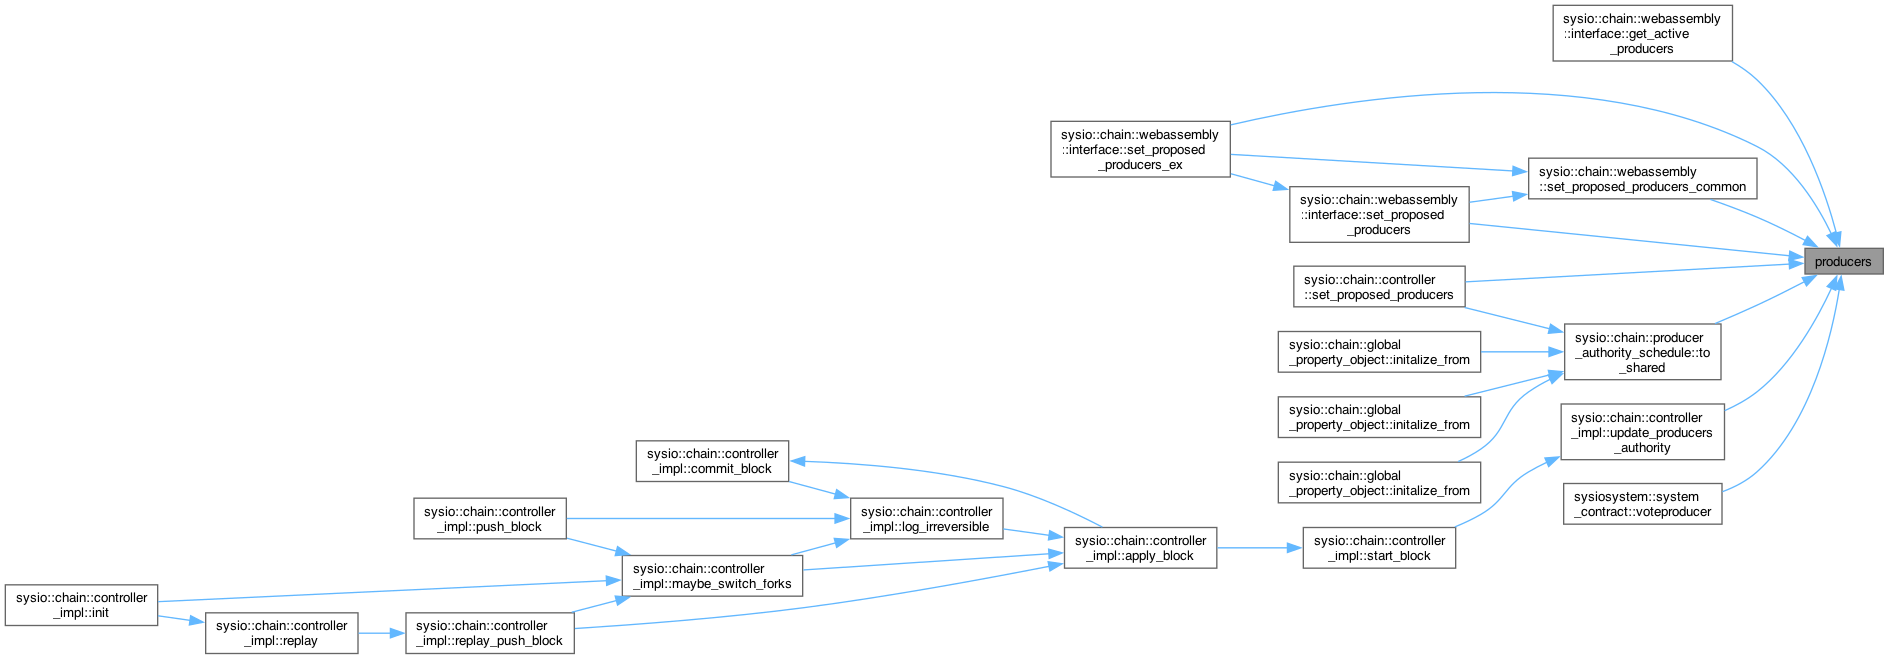 sysio::chain::webassembly
::interface::get_active
_producers
sysio::chain::webassembly
::interface::set_proposed
_producers_ex
sysio::chain::webassembly
::set_proposed_producers_common
sysio::chain::webassembly
::interface::set_proposed
_producers
producers
sysio::chain::controller
::set_proposed_producers
sysio::chain::producer
_authority_schedule::to
_shared
sysio::chain::global
_property_object::initalize_from
sysio::chain::global
_property_object::initalize_from
sysio::chain::controller
_impl::update_producers
_authority
sysio::chain::global
_property_object::initalize_from
sysiosystem::system
_contract::voteproducer
sysio::chain::controller
_impl::commit_block
sysio::chain::controller
_impl::push_block
sysio::chain::controller
_impl::log_irreversible
sysio::chain::controller
_impl::apply_block
sysio::chain::controller
_impl::start_block
sysio::chain::controller
_impl::maybe_switch_forks
sysio::chain::controller
_impl::init
sysio::chain::controller
_impl::replay
sysio::chain::controller
_impl::replay_push_block